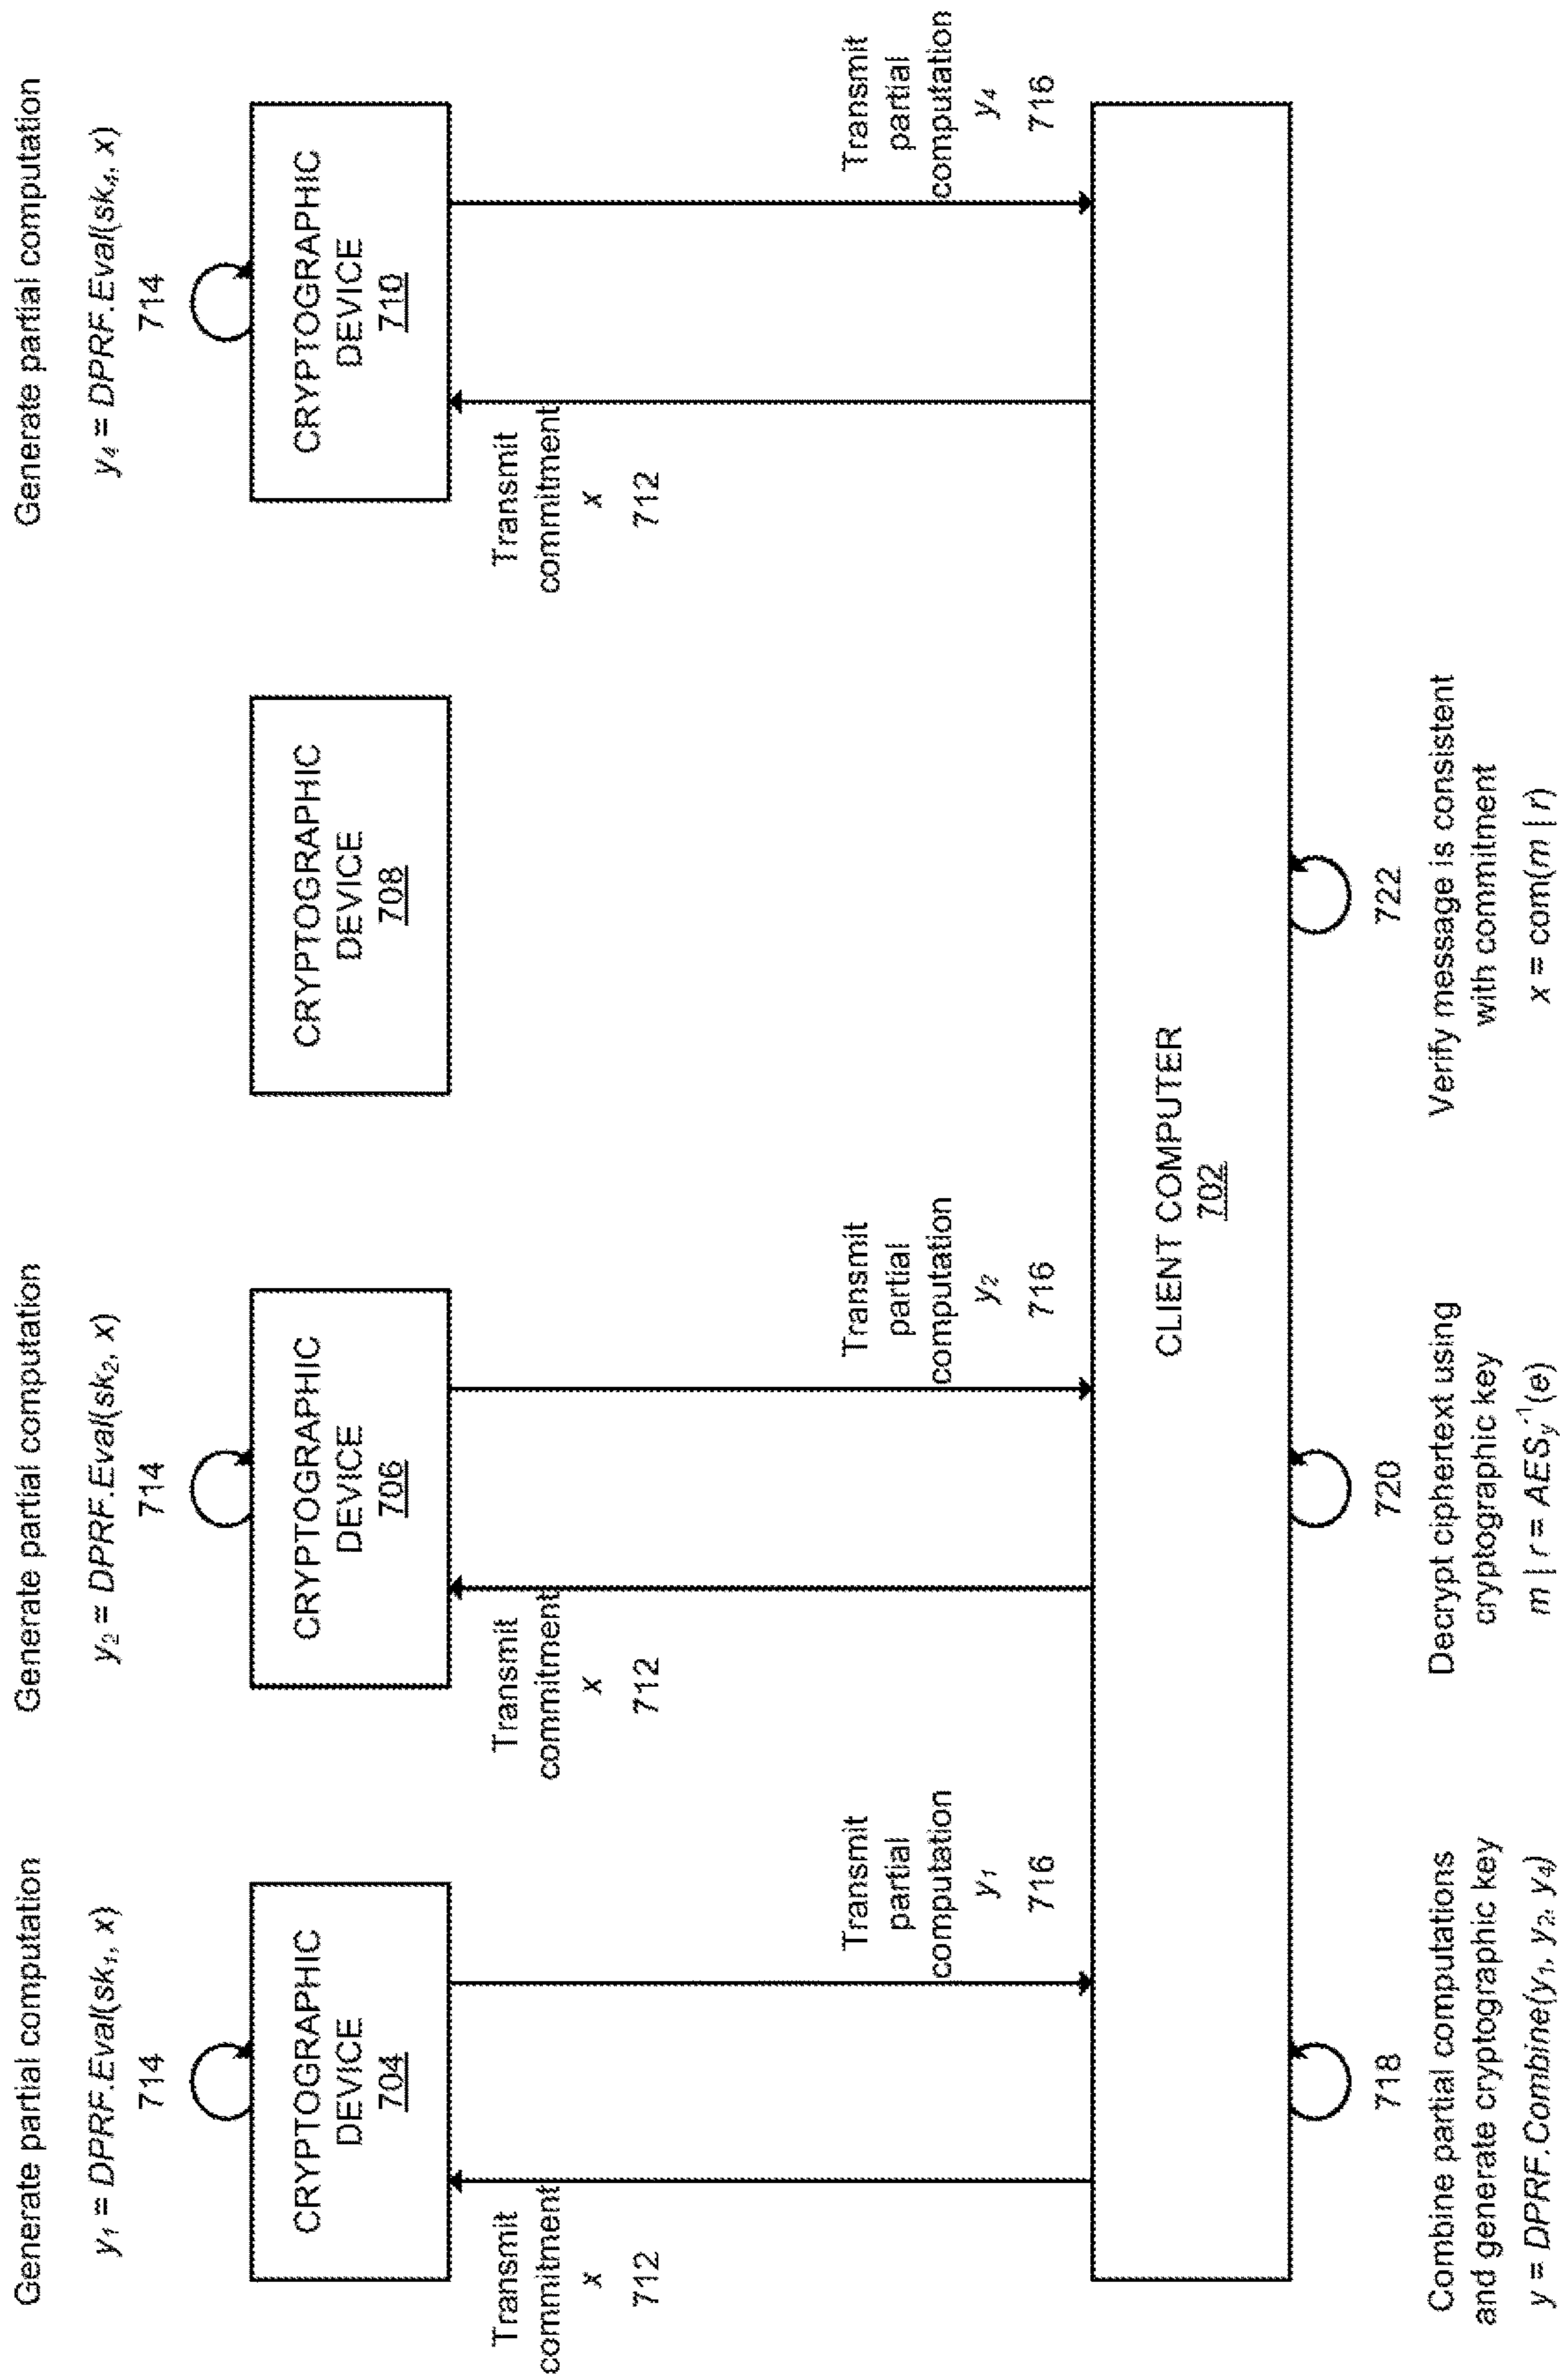 Generate partial computation
y₁ = DPRF.Eval(sk₁, x)
714
Generate partial computation
y₂ = DPRF.Eval(sk₂, x)
714
Generate partial computation
y₄ = DPRF.Eval(sk₄, x)
714
CRYPTOGRAPHIC
DEVICE
704
CRYPTOGRAPHIC
DEVICE
706
CRYPTOGRAPHIC
DEVICE
708
CRYPTOGRAPHIC
DEVICE
710
Transmit
commitment
x
712
Transmit
partial
computation
y₁
716
Transmit
commitment
x
712
Transmit
partial
computation
y₂
716
Transmit
commitment
x
712
Transmit
partial
computation
y₄
716
CLIENT COMPUTER
702
718
Combine partial computations
and generate cryptographic key
y = DPRF.Combine(y₁, y₂, y₄)
720
Decrypt ciphertext using
cryptographic key
m | r = AESy⁻¹(e)
722
Verify message is consistent
with commitment
x = com(m | r)